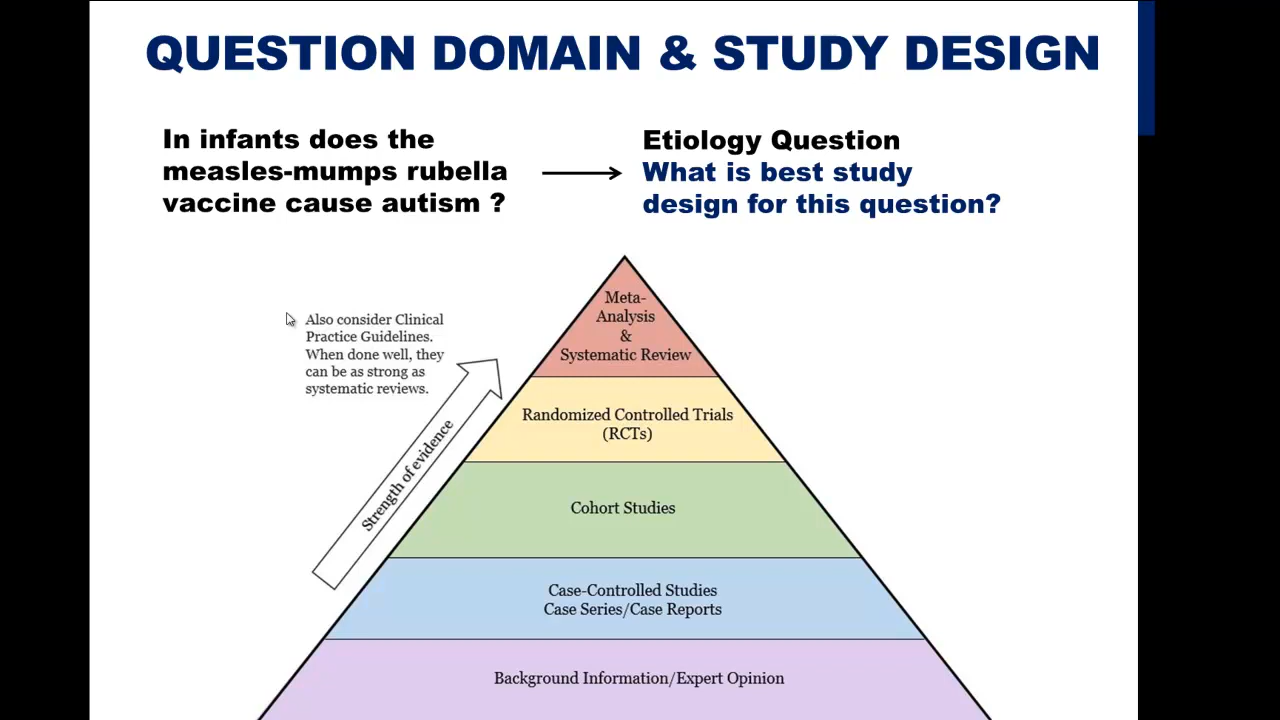 QUESTION DOMAIN & STUDY DESIGN
In infants does the
measles-mumps rubella
vaccine cause autism ?
Etiology Question
What is best study
design for this question?
Also consider Clinical
Practice Guidelines.
When done well, they
can be as strong as
systematic reviews.
Strength of evidence
Meta-
Analysis
&
Systematic Review
Randomized Controlled Trials
(RCTs)
Cohort Studies
Case-Controlled Studies
Case Series/Case Reports
Background Information/Expert Opinion